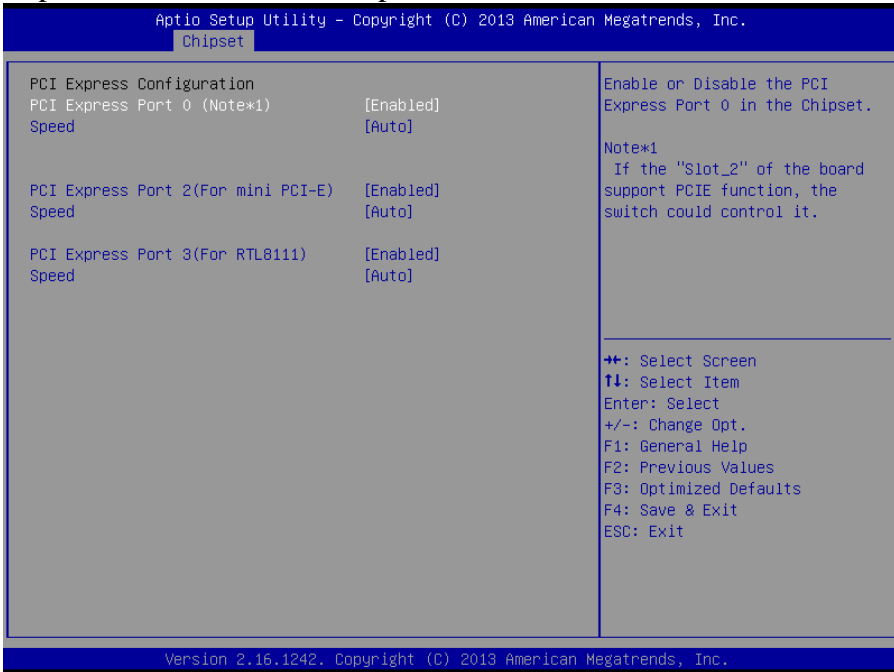 Aptio Setup Utility – Copyright (C) 2013 American Megatrends, Inc.
Chipset
PCI Express Configuration
PCI Express Port 0 (Note*1) [Enabled]
Speed [Auto]
PCI Express Port 2(For mini PCI-E) [Enabled]
Speed [Auto]
PCI Express Port 3(For RTL8111) [Enabled]
Speed [Auto]
Enable or Disable the PCI
Express Port 0 in the Chipset.
Note*1
If the "Slot_2" of the board
support PCIE function, the
switch could control it.
→←: Select Screen
↑↓: Select Item
Enter: Select
+/-: Change Opt.
F1: General Help
F2: Previous Values
F3: Optimized Defaults
F4: Save & Exit
ESC: Exit
Version 2.16.1242. Copyright (C) 2013 American Megatrends, Inc.